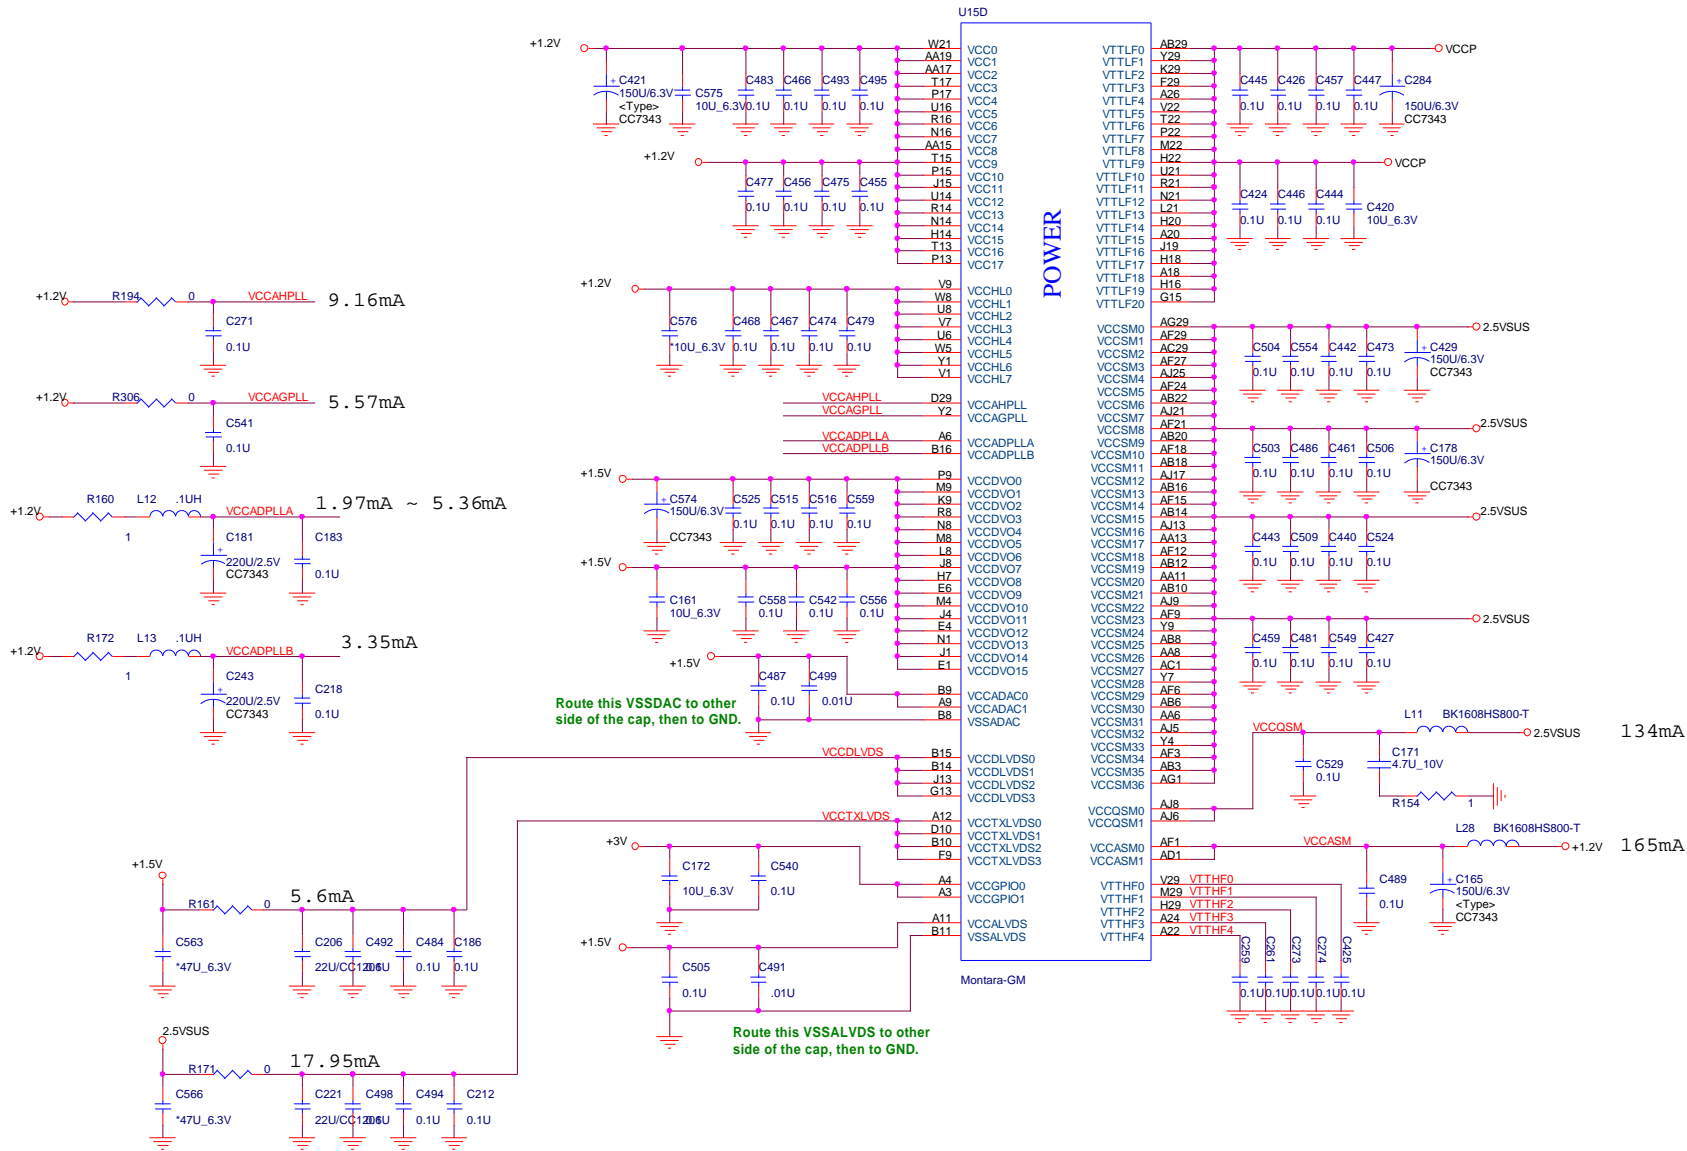 U15D
POWER
Montara-GM
+1.2V
C421
150U/6.3V
<Type>
CC7343
C575
10U_6.3V
C483
0.1U
C466
0.1U
C493
0.1U
C495
0.1U
+1.2V
C477
0.1U
C456
0.1U
C475
0.1U
C455
0.1U
W21 VCC0
AA19 VCC1
AA17 VCC2
T17 VCC3
P17 VCC4
U16 VCC5
R16 VCC6
N16 VCC7
AA15 VCC8
T15 VCC9
P15 VCC10
J15 VCC11
U14 VCC12
R14 VCC13
N14 VCC14
H14 VCC15
T13 VCC16
P13 VCC17
+1.2V
C576
*10U_6.3V
C468
0.1U
C467
0.1U
C474
0.1U
C479
0.1U
V9 VCCHL0
W8 VCCHL1
U8 VCCHL2
V7 VCCHL3
U6 VCCHL4
W5 VCCHL5
Y1 VCCHL6
V1 VCCHL7
VCCAHPLL D29 VCCAHPLL
VCCAGPLL Y2 VCCAGPLL
VCCADPLLA A6 VCCADPLLA
VCCADPLLB B16 VCCADPLLB
+1.5V
C574
150U/6.3V
CC7343
C525
0.1U
C515
0.1U
C516
0.1U
C559
0.1U
+1.5V
C161
10U_6.3V
C558
0.1U
C542
0.1U
C556
0.1U
P9 VCCDVO0
M9 VCCDVO1
K9 VCCDVO2
R8 VCCDVO3
N8 VCCDVO4
M8 VCCDVO5
L8 VCCDVO6
J8 VCCDVO7
H7 VCCDVO8
E6 VCCDVO9
M4 VCCDVO10
J4 VCCDVO11
E4 VCCDVO12
N1 VCCDVO13
J1 VCCDVO14
E1 VCCDVO15
+1.5V
C487
0.1U
C499
0.01U
B9 VCCADAC0
A9 VCCADAC1
B8 VSSADAC
Route this VSSDAC to other
side of the cap, then to GND.
VCCDLVDS
B15 VCCDLVDS0
B14 VCCDLVDS1
J13 VCCDLVDS2
G13 VCCDLVDS3
VCCTXLVDS
A12 VCCTXLVDS0
D10 VCCTXLVDS1
B10 VCCTXLVDS2
F9 VCCTXLVDS3
+3V
C172
10U_6.3V
C540
0.1U
A4 VCCGPIO0
A3 VCCGPIO1
+1.5V
C505
0.1U
C491
.01U
A11 VCCALVDS
B11 VSSALVDS
Route this VSSALVDS to other
side of the cap, then to GND.
+1.2V R194 0 VCCAHPLL 9.16mA
C271
0.1U
+1.2V R306 0 VCCAGPLL 5.57mA
C541
0.1U
+1.2V R160 1 L12 .1UH VCCADPLLA 1.97mA ~ 5.36mA
C181
220U/2.5V
CC7343
C183
0.1U
+1.2V R172 1 L13 .1UH VCCADPLLB 3.35mA
C243
220U/2.5V
CC7343
C218
0.1U
+1.5V
R161 0 5.6mA
C563
*47U_6.3V
C206
22U/CC1206
C492
0.1U
C484
0.1U
C186
0.1U
2.5VSUS
R171 0 17.95mA
C566
*47U_6.3V
C221
22U/CC1206
C498
0.1U
C494
0.1U
C212
0.1U
VTTLF0 AB29
VTTLF1 Y29
VTTLF2 K29
VTTLF3 F29
VTTLF4 A26
VTTLF5 V22
VTTLF6 T22
VTTLF7 P22
VTTLF8 M22
VTTLF9 H22
VTTLF10 U21
VTTLF11 R21
VTTLF12 N21
VTTLF13 L21
VTTLF14 H20
VTTLF15 A20
VTTLF16 J19
VTTLF17 H18
VTTLF18 A18
VTTLF19 H16
VTTLF20 G15
VCCP
C445
0.1U
C426
0.1U
C457
0.1U
C447
0.1U
C284
150U/6.3V
CC7343
VCCP
C424
0.1U
C446
0.1U
C444
0.1U
C420
10U_6.3V
VCCSM0 AG29
VCCSM1 AF29
VCCSM2 AC29
VCCSM3 AF27
VCCSM4 AJ25
VCCSM5 AF24
VCCSM6 AB22
VCCSM7 AJ21
VCCSM8 AF21
VCCSM9 AB20
VCCSM10 AF18
VCCSM11 AB18
VCCSM12 AJ17
VCCSM13 AB16
VCCSM14 AF15
VCCSM15 AB14
VCCSM16 AJ13
VCCSM17 AA13
VCCSM18 AF12
VCCSM19 AB12
VCCSM20 AA11
VCCSM21 AB10
VCCSM22 AJ9
VCCSM23 AF9
VCCSM24 Y9
VCCSM25 AB8
VCCSM26 AA8
VCCSM27 AC1
VCCSM28 Y7
VCCSM29 AF6
VCCSM30 AB6
VCCSM31 AA6
VCCSM32 AJ5
VCCSM33 Y4
VCCSM34 AF3
VCCSM35 AB3
VCCSM36 AG1
2.5VSUS
C504
0.1U
C554
0.1U
C442
0.1U
C473
0.1U
C429
150U/6.3V
CC7343
2.5VSUS
C503
0.1U
C486
0.1U
C461
0.1U
C506
0.1U
C178
150U/6.3V
CC7343
2.5VSUS
C443
0.1U
C509
0.1U
C440
0.1U
C524
0.1U
2.5VSUS
C459
0.1U
C481
0.1U
C549
0.1U
C427
0.1U
VCCQSM0 AJ8
VCCQSM1 AJ6
VCCQSM L11 BK1608HS800-T 2.5VSUS 134mA
C529
0.1U
C171
4.7U_10V
R154 1
VCCASM0 AF1
VCCASM1 AD1
VCCASM L28 BK1608HS800-T +1.2V 165mA
C489
0.1U
C165
150U/6.3V
<Type>
CC7343
VTTHF0 V29 VTTHF0
VTTHF1 M29 VTTHF1
VTTHF2 H29 VTTHF2
VTTHF3 A24 VTTHF3
VTTHF4 A22 VTTHF4
C259
0.1U
C261
0.1U
C273
0.1U
C274
0.1U
C425
0.1U